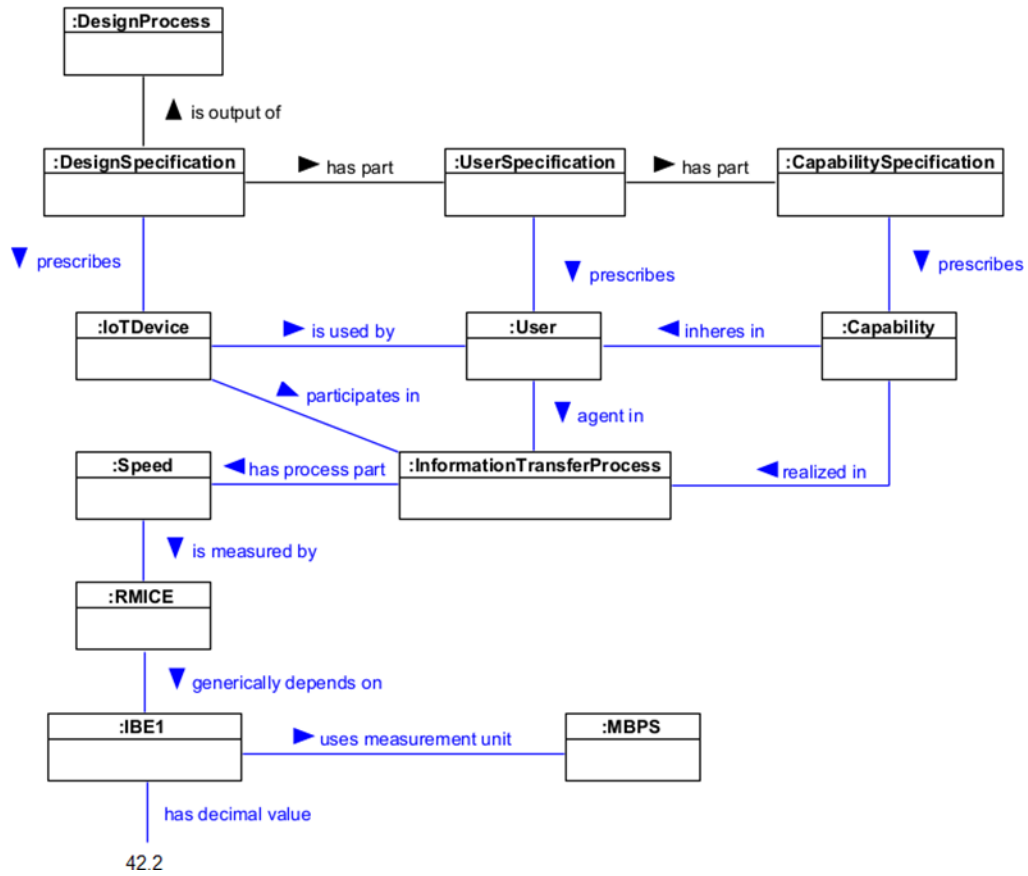 :DesignProcess
is output of
:DesignSpecification
has part
:UserSpecification
has part
:CapabilitySpecification
prescribes
prescribes
prescribes
:IoTDevice
is used by
:User
inheres in
:Capability
participates in
agent in
:Speed
has process part
:InformationTransferProcess
realized in
is measured by
:RMICE
generically depends on
:IBE1
uses measurement unit
:MBPS
has decimal value
42.2